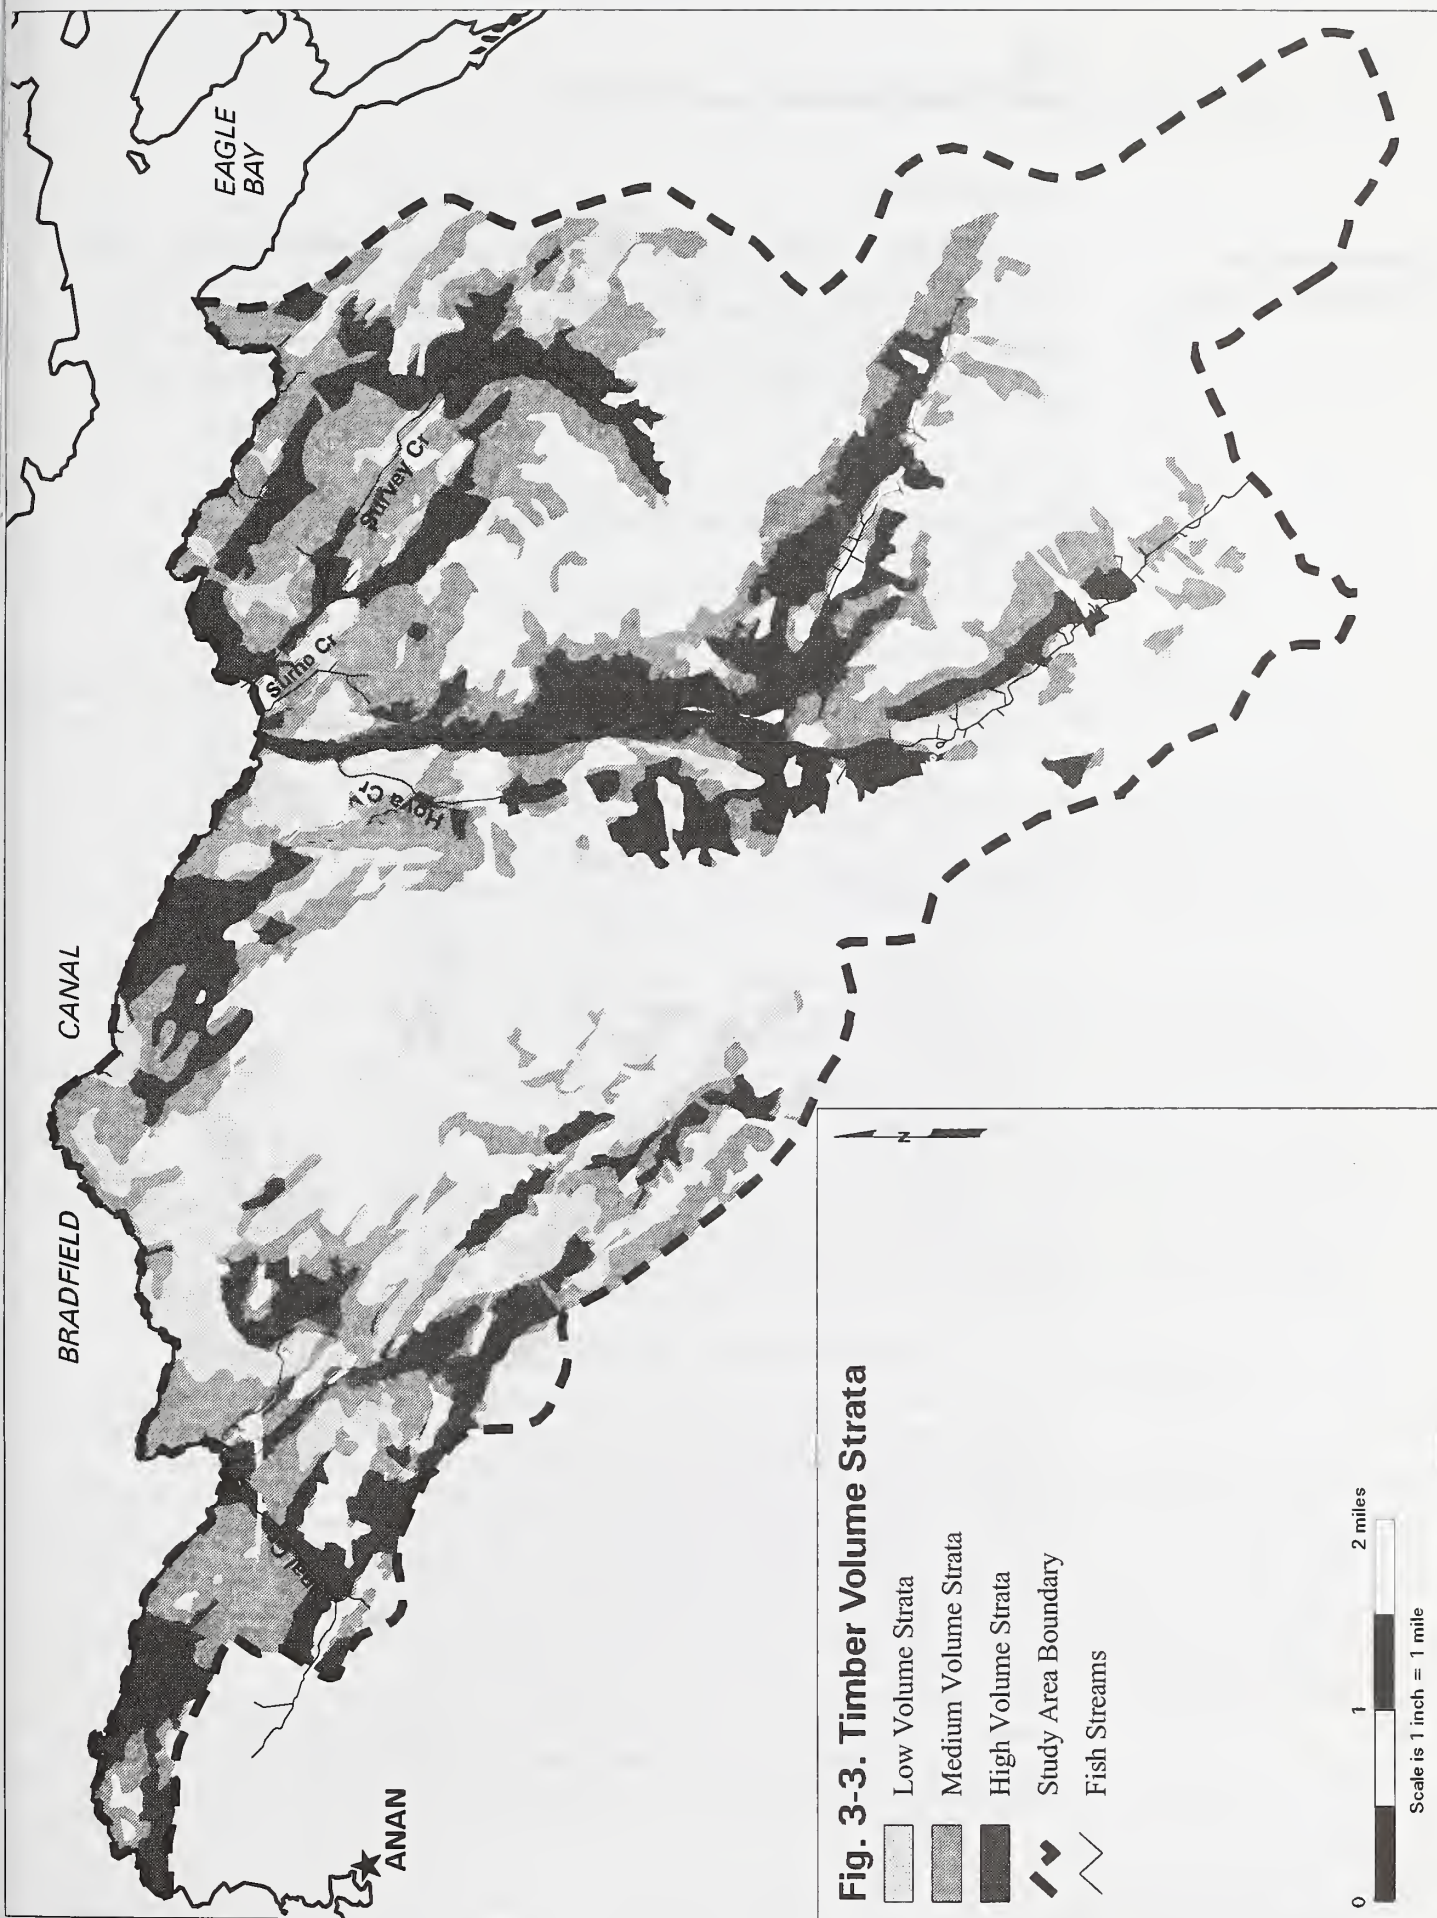 BRADFIELD CANAL
EAGLE
BAY
Survey Cr
Sumo Cr
Hoya Cr
ANAN
Fig. 3-3. Timber Volume Strata
Low Volume Strata
Medium Volume Strata
High Volume Strata
Study Area Boundary
Fish Streams
N
0 1 2 miles
Scale is 1 inch = 1 mile